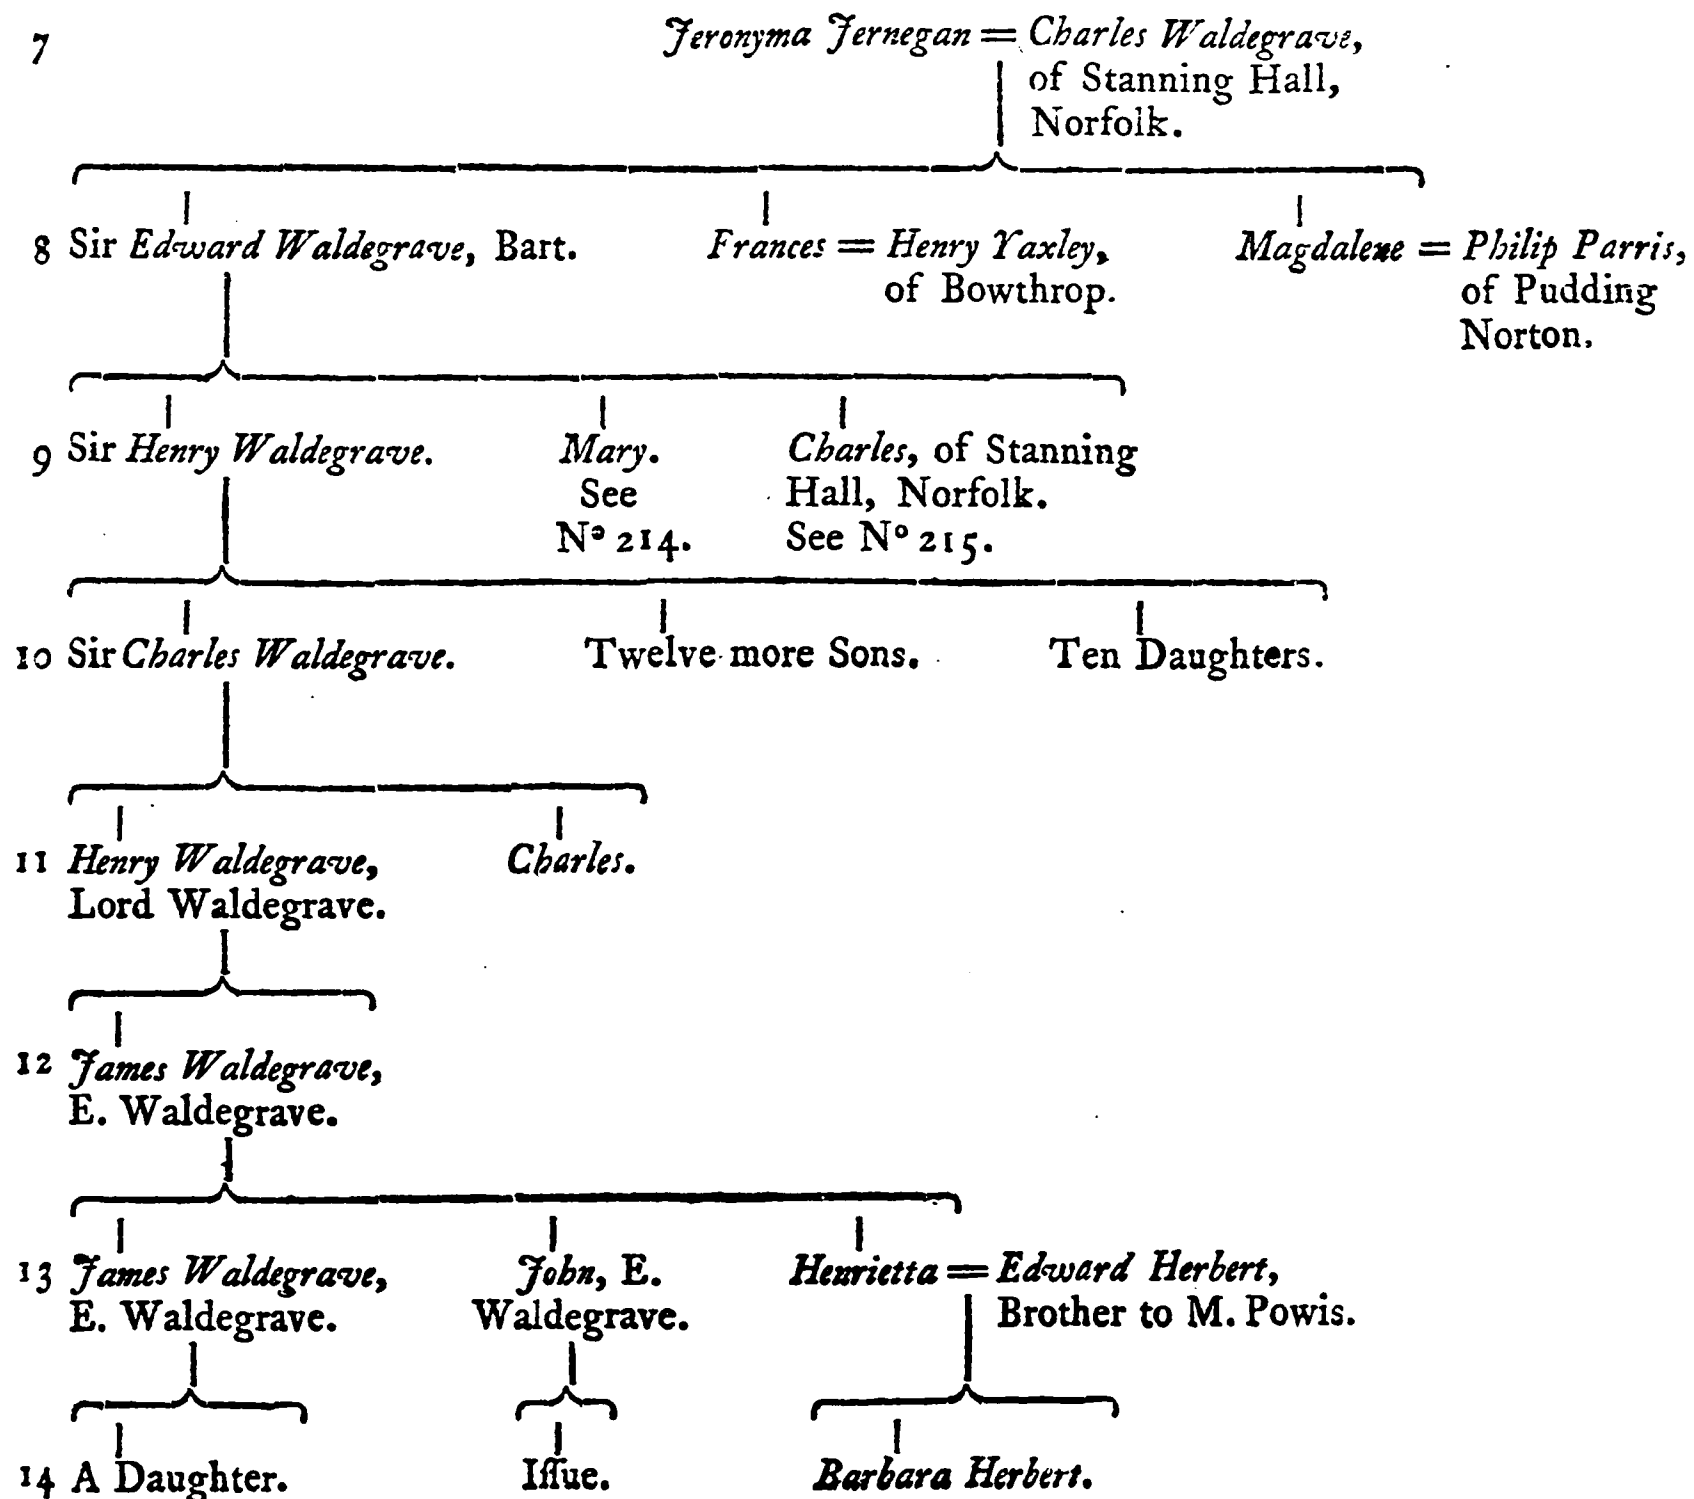 7 Jeronyma Jernegan = Charles Waldegrave,
of Stanning Hall,
Norfolk.
8 Sir Edward Waldegrave, Bart. Frances = Henry Yaxley, Magdalene = Philip Parris,
of Bowthrop. of Pudding
Norton.
9 Sir Henry Waldegrave. Mary. Charles, of Stanning
See Hall, Norfolk.
No 214. See No 215.
10 Sir Charles Waldegrave. Twelve more Sons. Ten Daughters.
11 Henry Waldegrave, Charles.
Lord Waldegrave.
12 James Waldegrave,
E. Waldegrave.
13 James Waldegrave, John, E. Henrietta = Edward Herbert,
E. Waldegrave. Waldegrave. Brother to M. Powis.
14 A Daughter. Iſſue. Barbara Herbert.